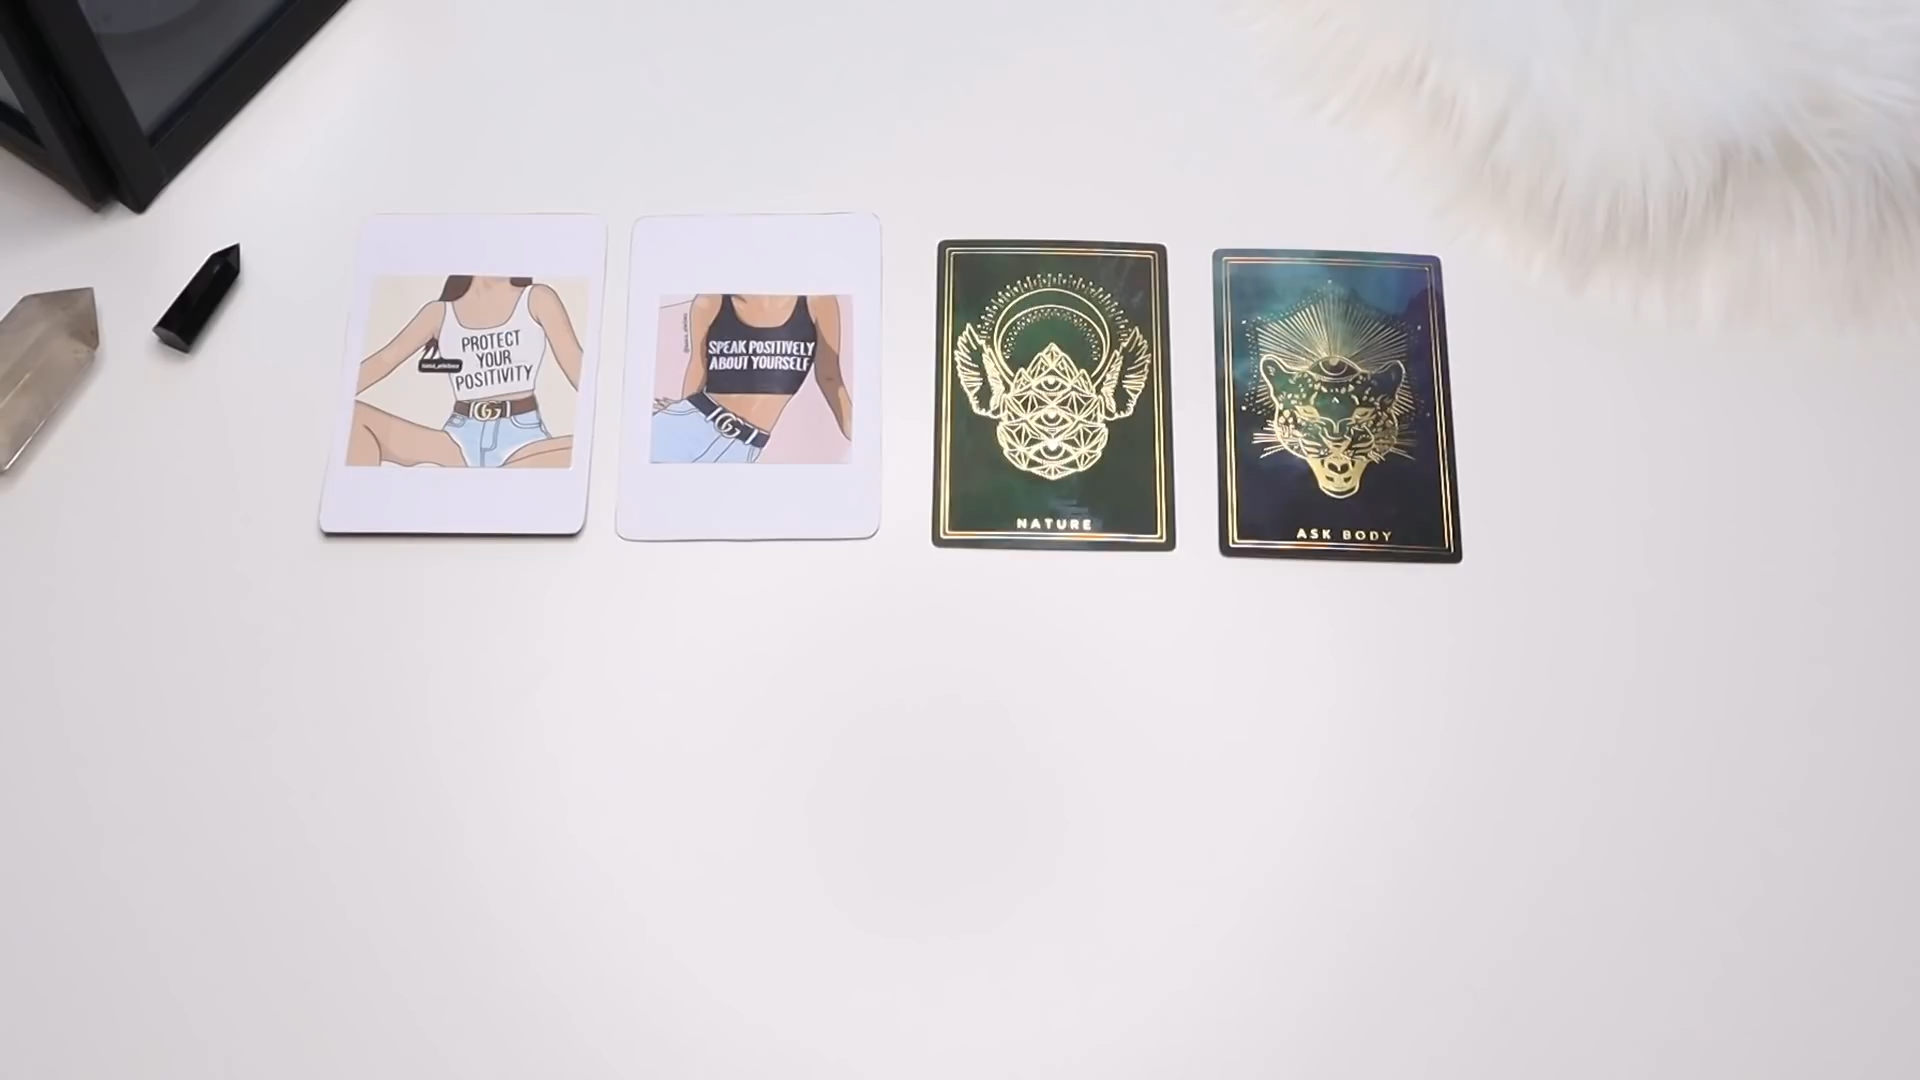 PROTECT
YOUR
POSITIVITY
SPEAK POSITIVELY
ABOUT YOURSELF
NATURE
ASK BODY